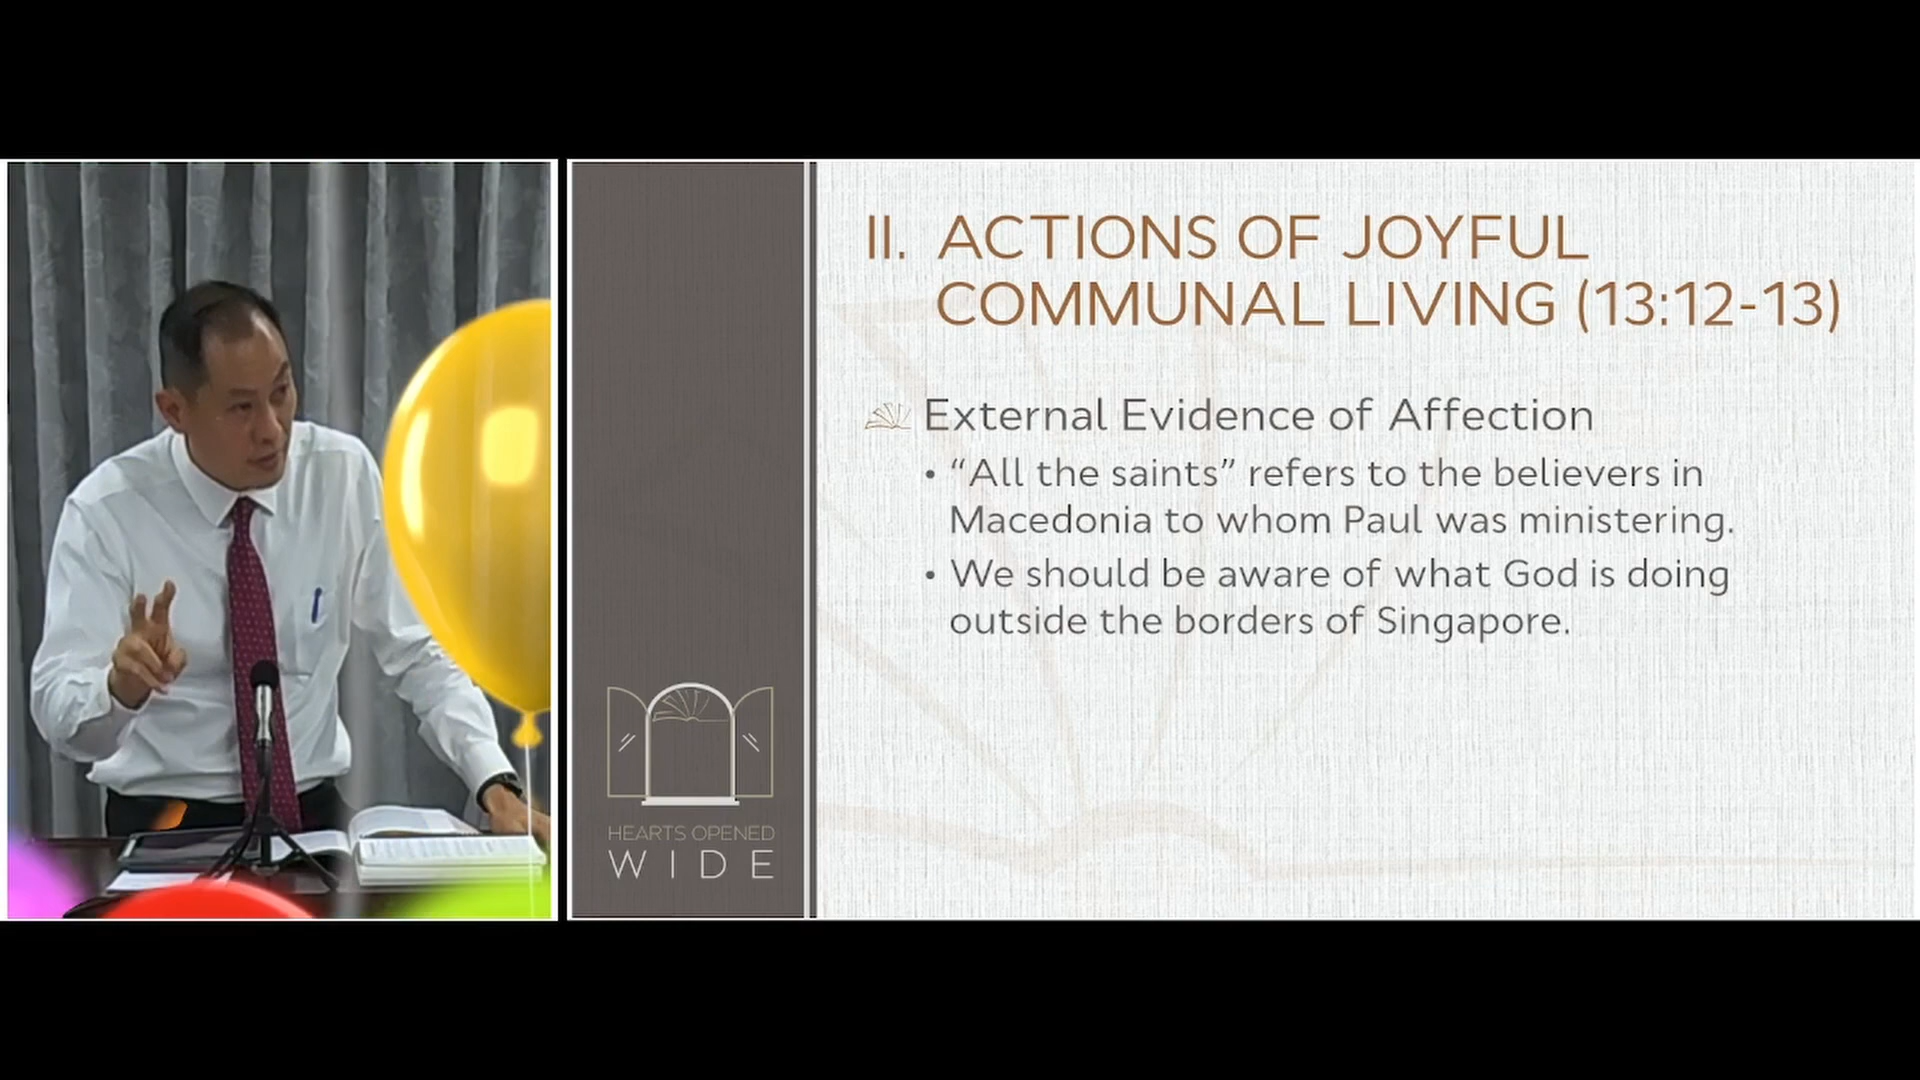 II. ACTIONS OF JOYFUL
COMMUNAL LIVING (13:12-13)
External Evidence of Affection
• “All the saints” refers to the believers in
Macedonia to whom Paul was ministering.
• We should be aware of what God is doing
outside the borders of Singapore.
HEARTS OPENED
WIDE